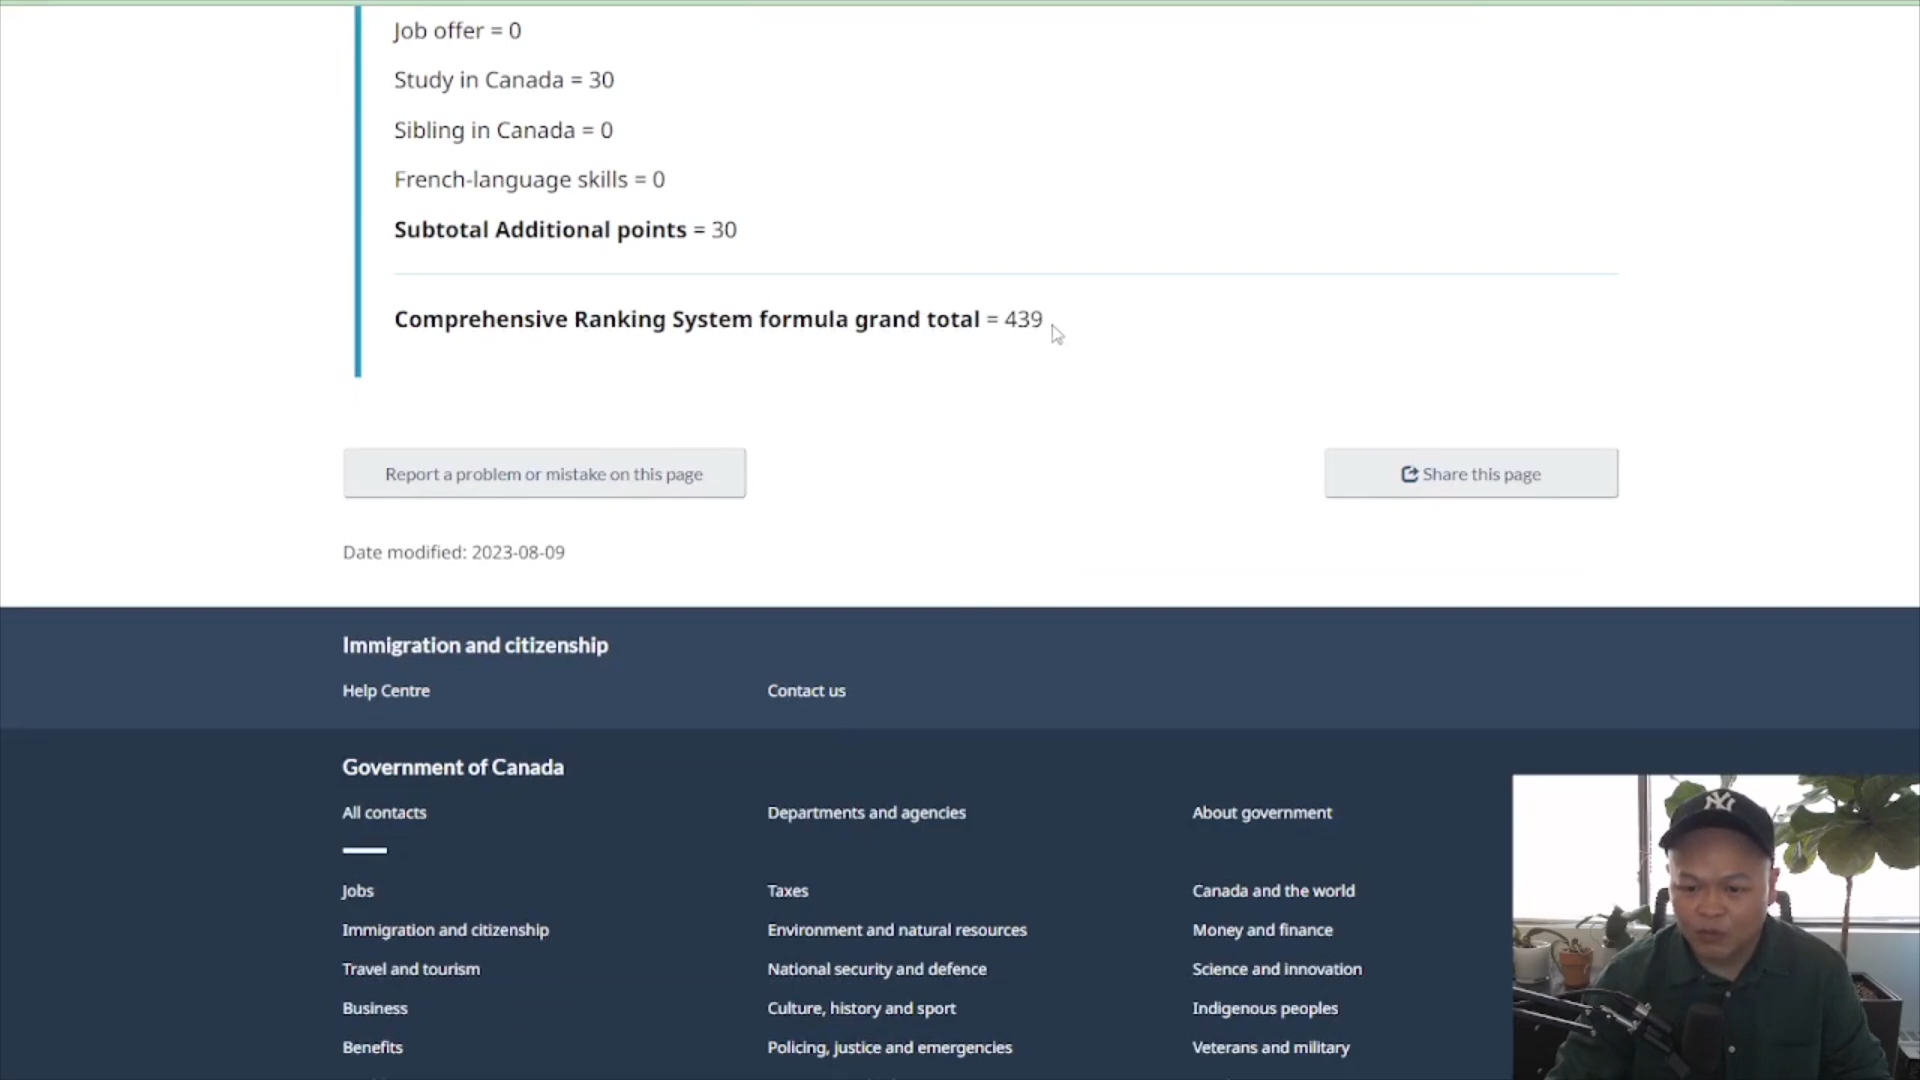 Job offer = 0
Study in Canada = 30
Sibling in Canada = 0
French-language skills = 0
Subtotal Additional points = 30
Comprehensive Ranking System formula grand total = 439
Report a problem or mistake on this page
Share this page
Date modified: 2023-08-09
Immigration and citizenship
Help Centre
Contact us
Government of Canada
All contacts
Departments and agencies
About government
Jobs
Taxes
Canada and the world
Immigration and citizenship
Environment and natural resources
Money and finance
Travel and tourism
National security and defence
Science and innovation
Business
Culture, history and sport
Indigenous peoples
Benefits
Policing, justice and emergencies
Veterans and military
NY